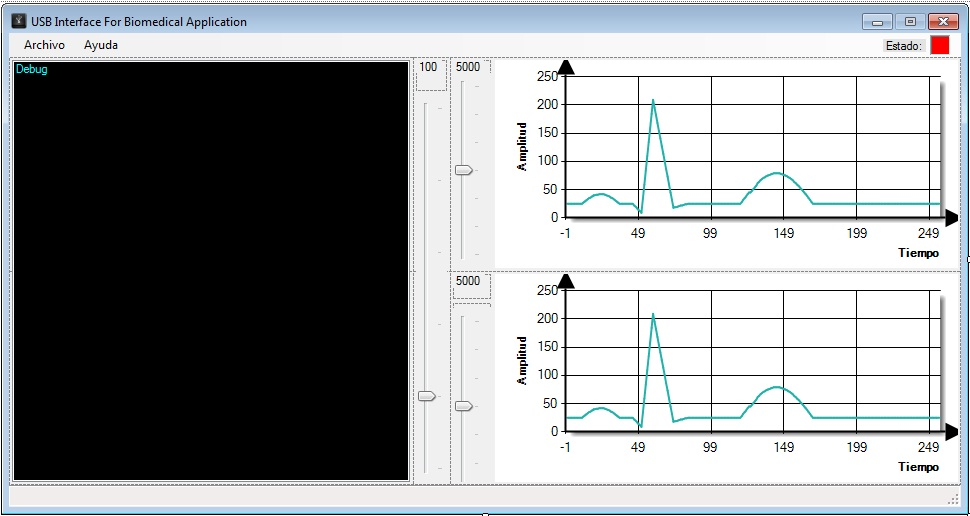 USB Interface For Biomedical Application
Archivo Ayuda Estado:
Debug
100
5000
250
200
150
100
50
0
Amplitud
-1 49 99 149 199 249
Tiempo
5000
250
200
150
100
50
0
Amplitud
-1 49 99 149 199 249
Tiempo